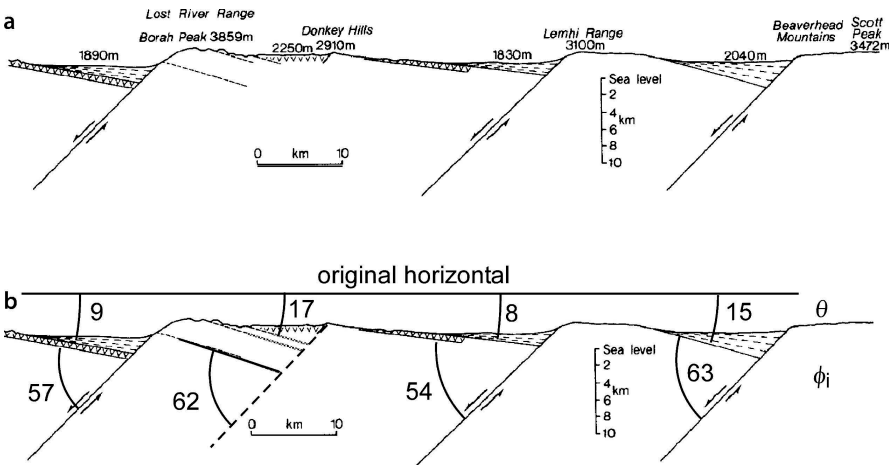 a
Lost River Range
Borah Peak 3859m
Donkey Hills
2910m
1890m
2250m
Lemhi Range
3100m
1830m
Beaverhead
Mountains
Scott
Peak
3472m
2040m
Sea level
2
4
km
6
8
10
0 km 10
original horizontal
b
9
17
8
15
θ
57
62
54
63
ϕi
Sea level
2
4
km
6
8
10
0 km 10